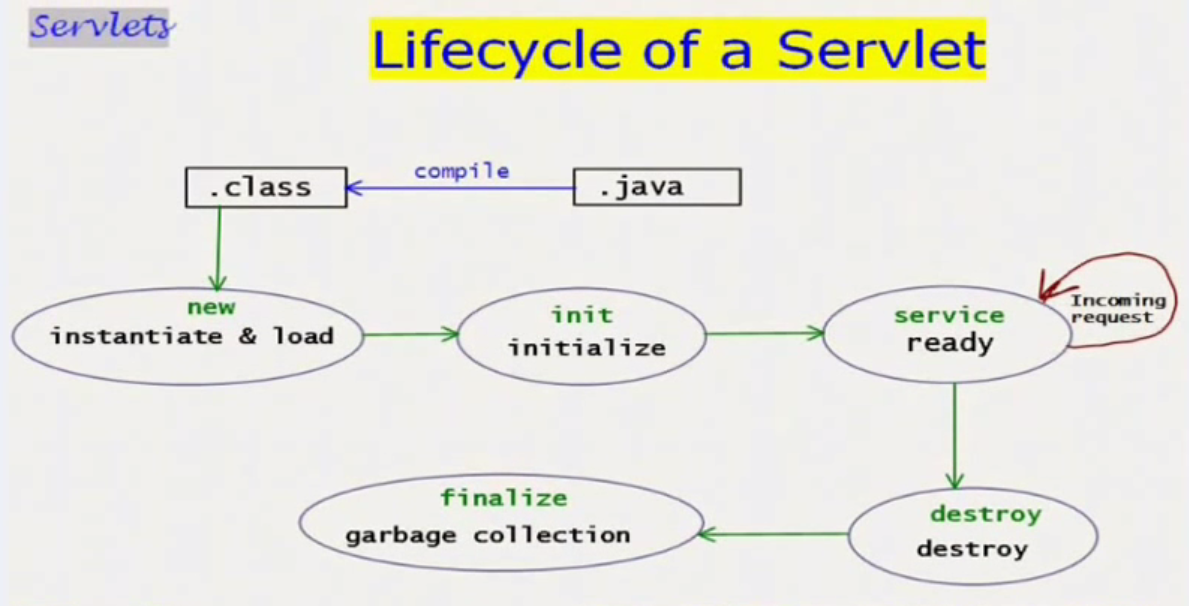 Servlets
Lifecycle of a Servlet
.class
compile
.java
new
instantiate & load
init
initialize
service
ready
Incoming
request
finalize
garbage collection
destroy
destroy